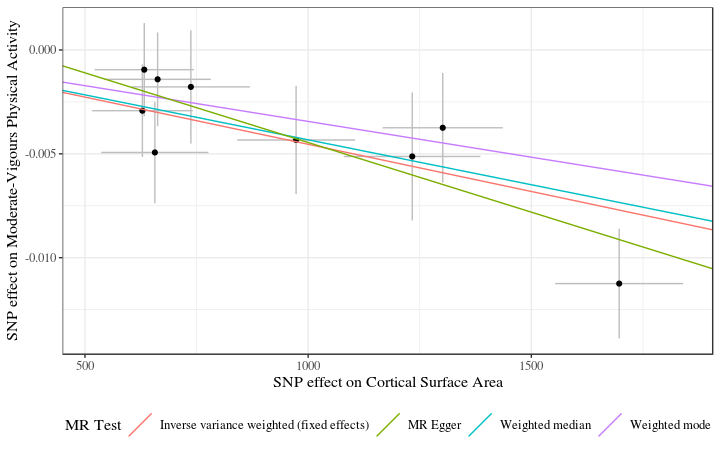 SNP effect on Moderate-Vigours Physical Activity
0.000
-0.005
-0.010
500
1000
1500
SNP effect on Cortical Surface Area
MR Test
Inverse variance weighted (fixed effects)
MR Egger
Weighted median
Weighted mode